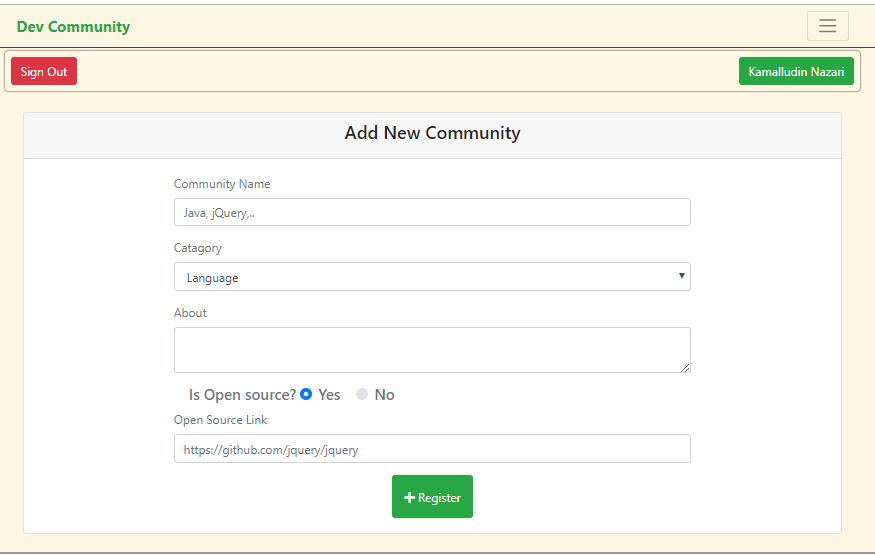 Dev Community
Sign Out
Kamalludin Nazari
Add New Community
Community Name
Java, jQuery,..
Catagory
Language
About
Is Open source? Yes No
Open Source Link
https://github.com/jquery/jquery
Register